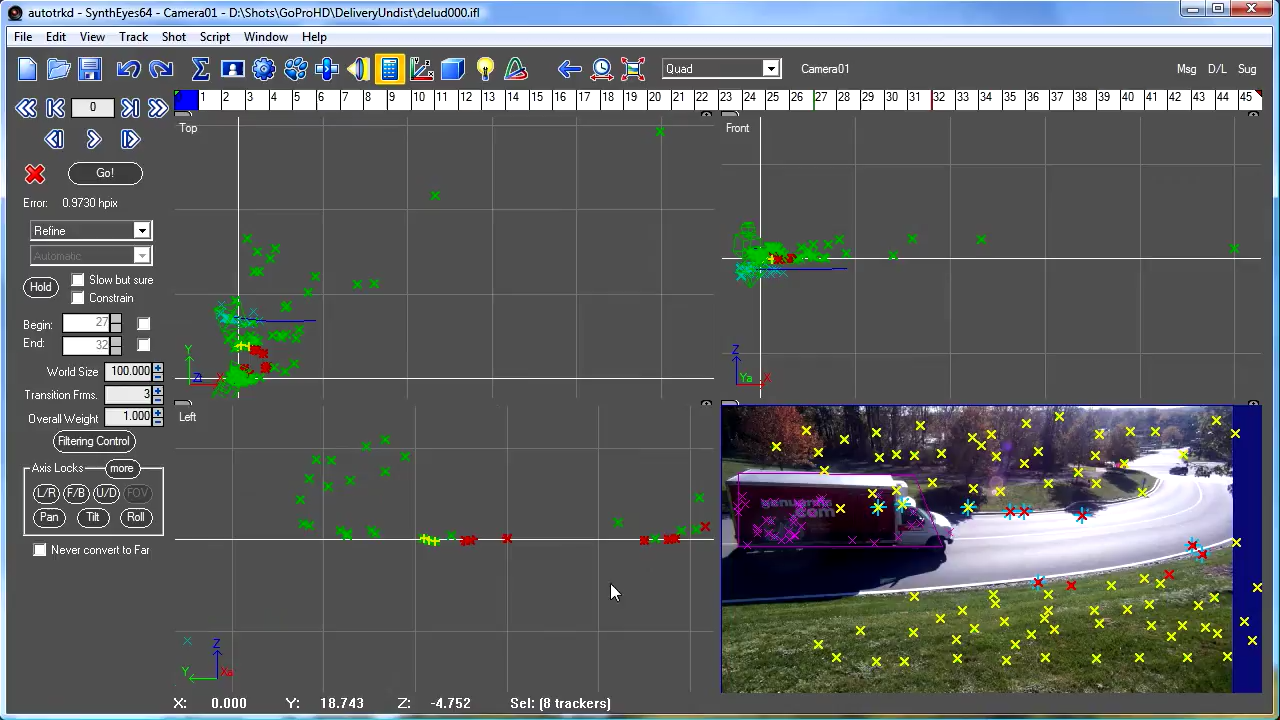 autotrkd - SynthEyes64 - Camera01 - D:\Shots\GoProHD\DeliveryUndist\delud000.ifl
File Edit View Track Shot Script Window Help
Quad Camera01 Msg D/L Sug
0 1 2 3 4 5 6 7 8 9 10 11 12 13 14 15 16 17 18 19 20 21 22 23 24 25 26 27 28 29 30 31 32 33 34 35 36 37 38 39 40 41 42 43 44 45
Top
Front
Go!
Error: 0.9730 hpix
Refine
Automatic
Hold
Slow but sure
Constrain
Begin: 27
End: 32
World Size 100.000
Transition Frms. 3
Overall Weight 1.000
Filtering Control
Axis Locks more
L/R F/B U/D FOV
Pan Tilt Roll
Never convert to Far
Y
X
Z
Ya
X
Left
Z
Y
Xa
.com
X: 0.000 Y: 18.743 Z: -4.752 Sel: (8 trackers)